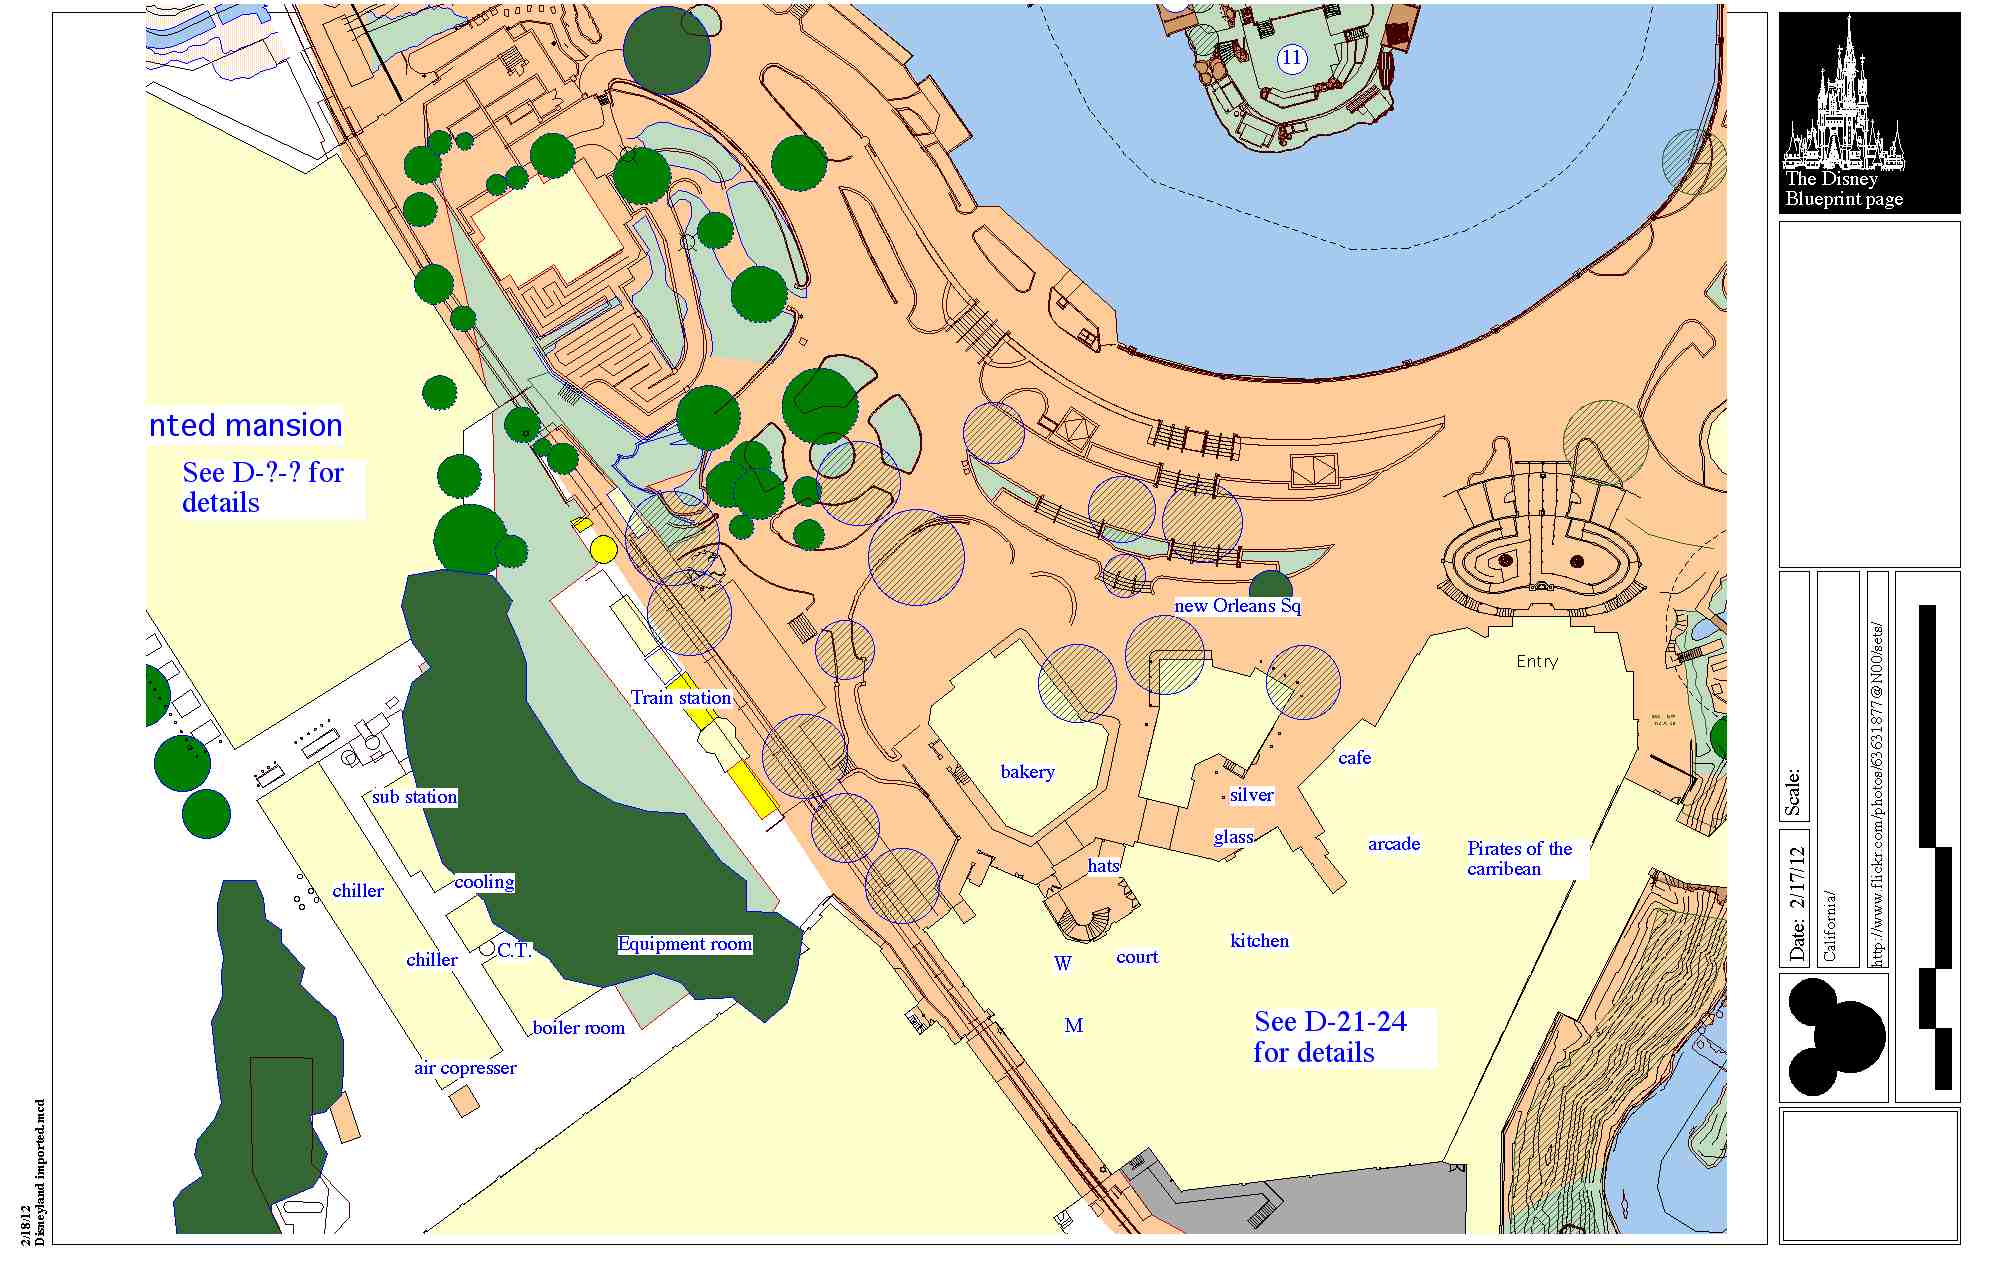 11
The Disney
Blueprint page
nted mansion
See D-?-? for
details
new Orleans Sq
Entry
Train station
cafe
bakery
silver
sub station
glass
arcade
Pirates of the
carribean
hats
cooling
chiller
Equipment room
kitchen
C.T.
court
chiller
W
M
See D-21-24
for details
boiler room
air copresser
Scale:
Date: 2/17/12
California/
http://www.flickr.com/photos/63631877@N00/sets/
2/18/12
Disneyland imported.mcd